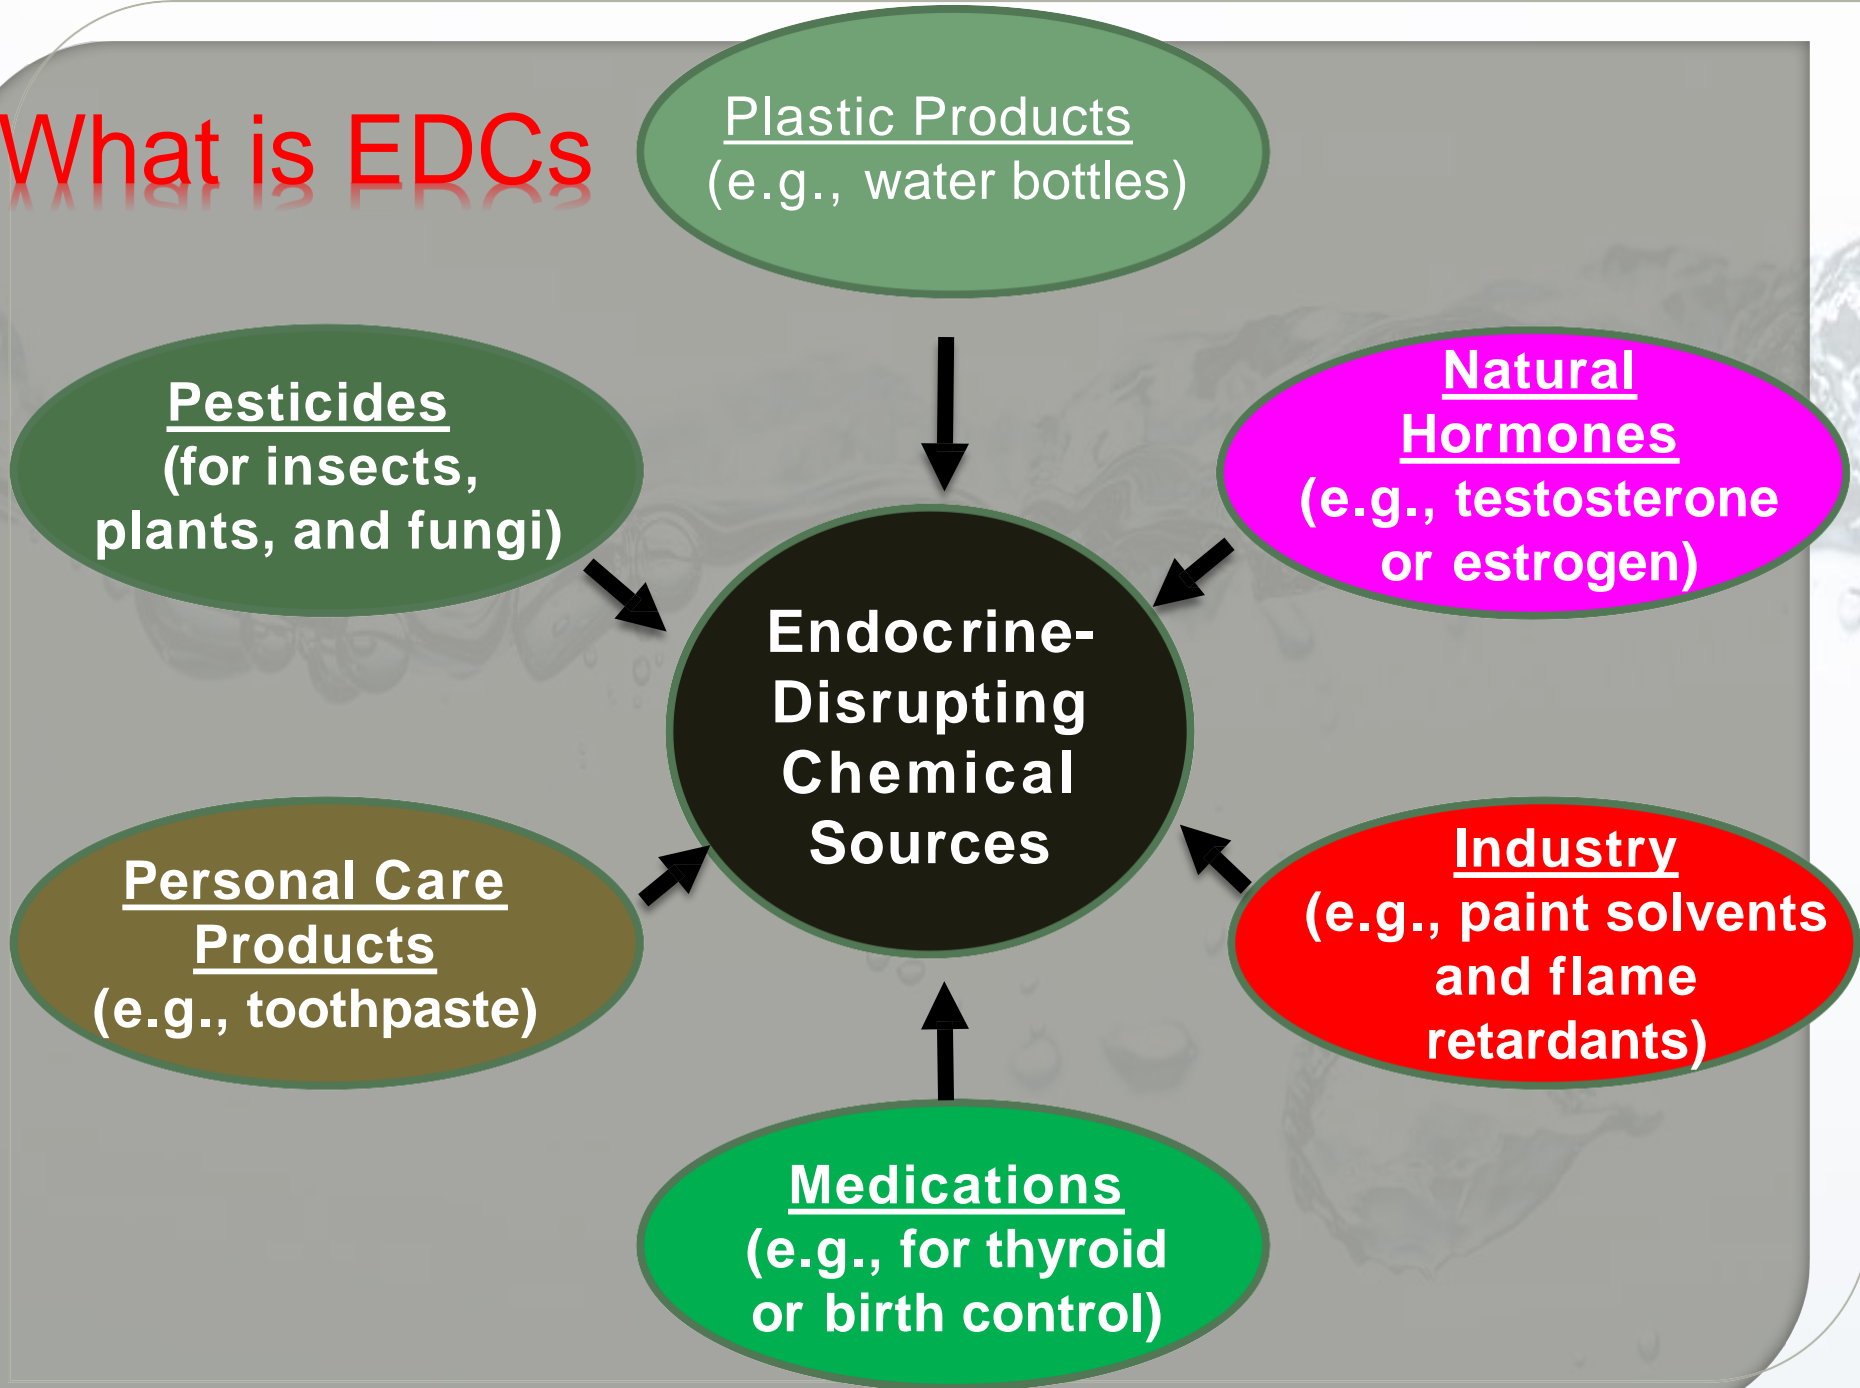 What is EDCs
Plastic Products
(e.g., water bottles)
Pesticides
(for insects,
plants, and fungi)
Natural
Hormones
(e.g., testosterone
or estrogen)
Endocrine-
Disrupting
Chemical
Sources
Personal Care
Products
(e.g., toothpaste)
Industry
(e.g., paint solvents
and flame
retardants)
Medications
(e.g., for thyroid
or birth control)